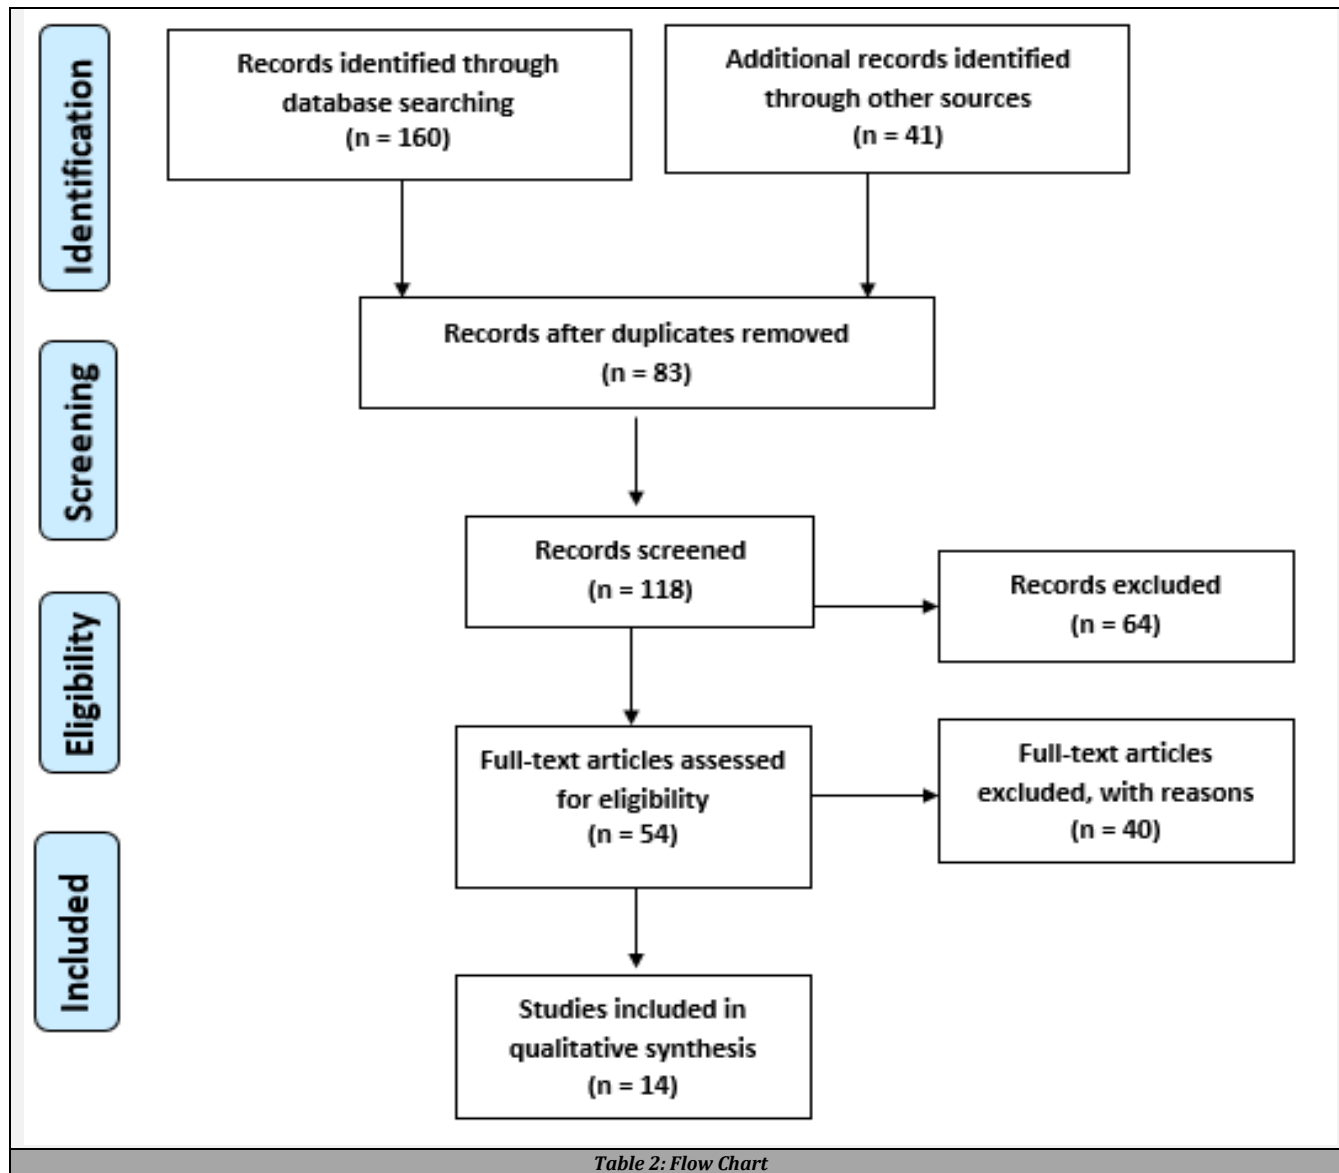 Identification
Records identified through
database searching
(n = 160)
Additional records identified
through other sources
(n = 41)
Records after duplicates removed
(n = 83)
Screening
Records screened
(n = 118)
Records excluded
(n = 64)
Eligibility
Full-text articles assessed
for eligibility
(n = 54)
Full-text articles
excluded, with reasons
(n = 40)
Included
Studies included in
qualitative synthesis
(n = 14)
Table 2: Flow Chart